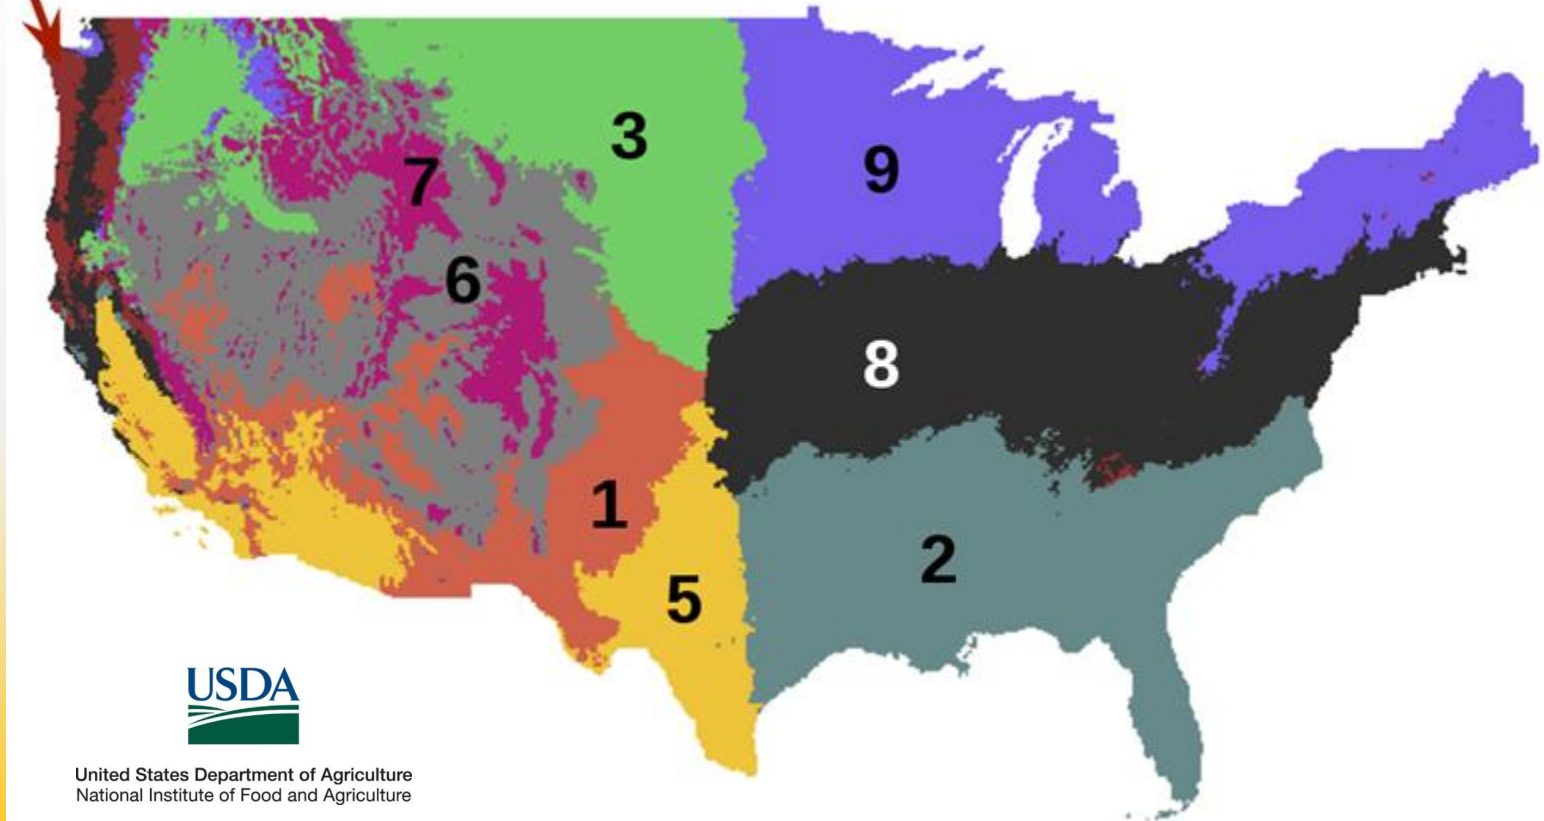 3
9
7
6
8
1
2
5
USDA
United States Department of Agriculture
National Institute of Food and Agriculture